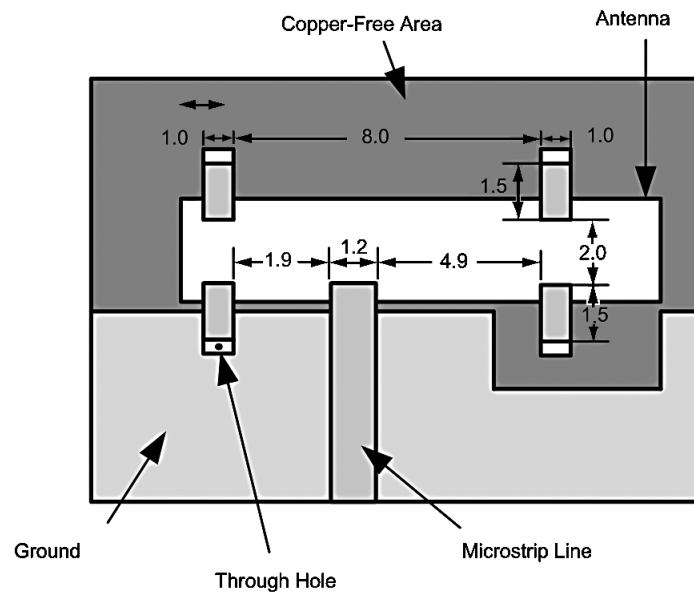 Copper-Free Area
Antenna
1.0
8.0
1.0
1.5
1.9
1.2
4.9
2.0
1.5
Ground
Microstrip Line
Through Hole